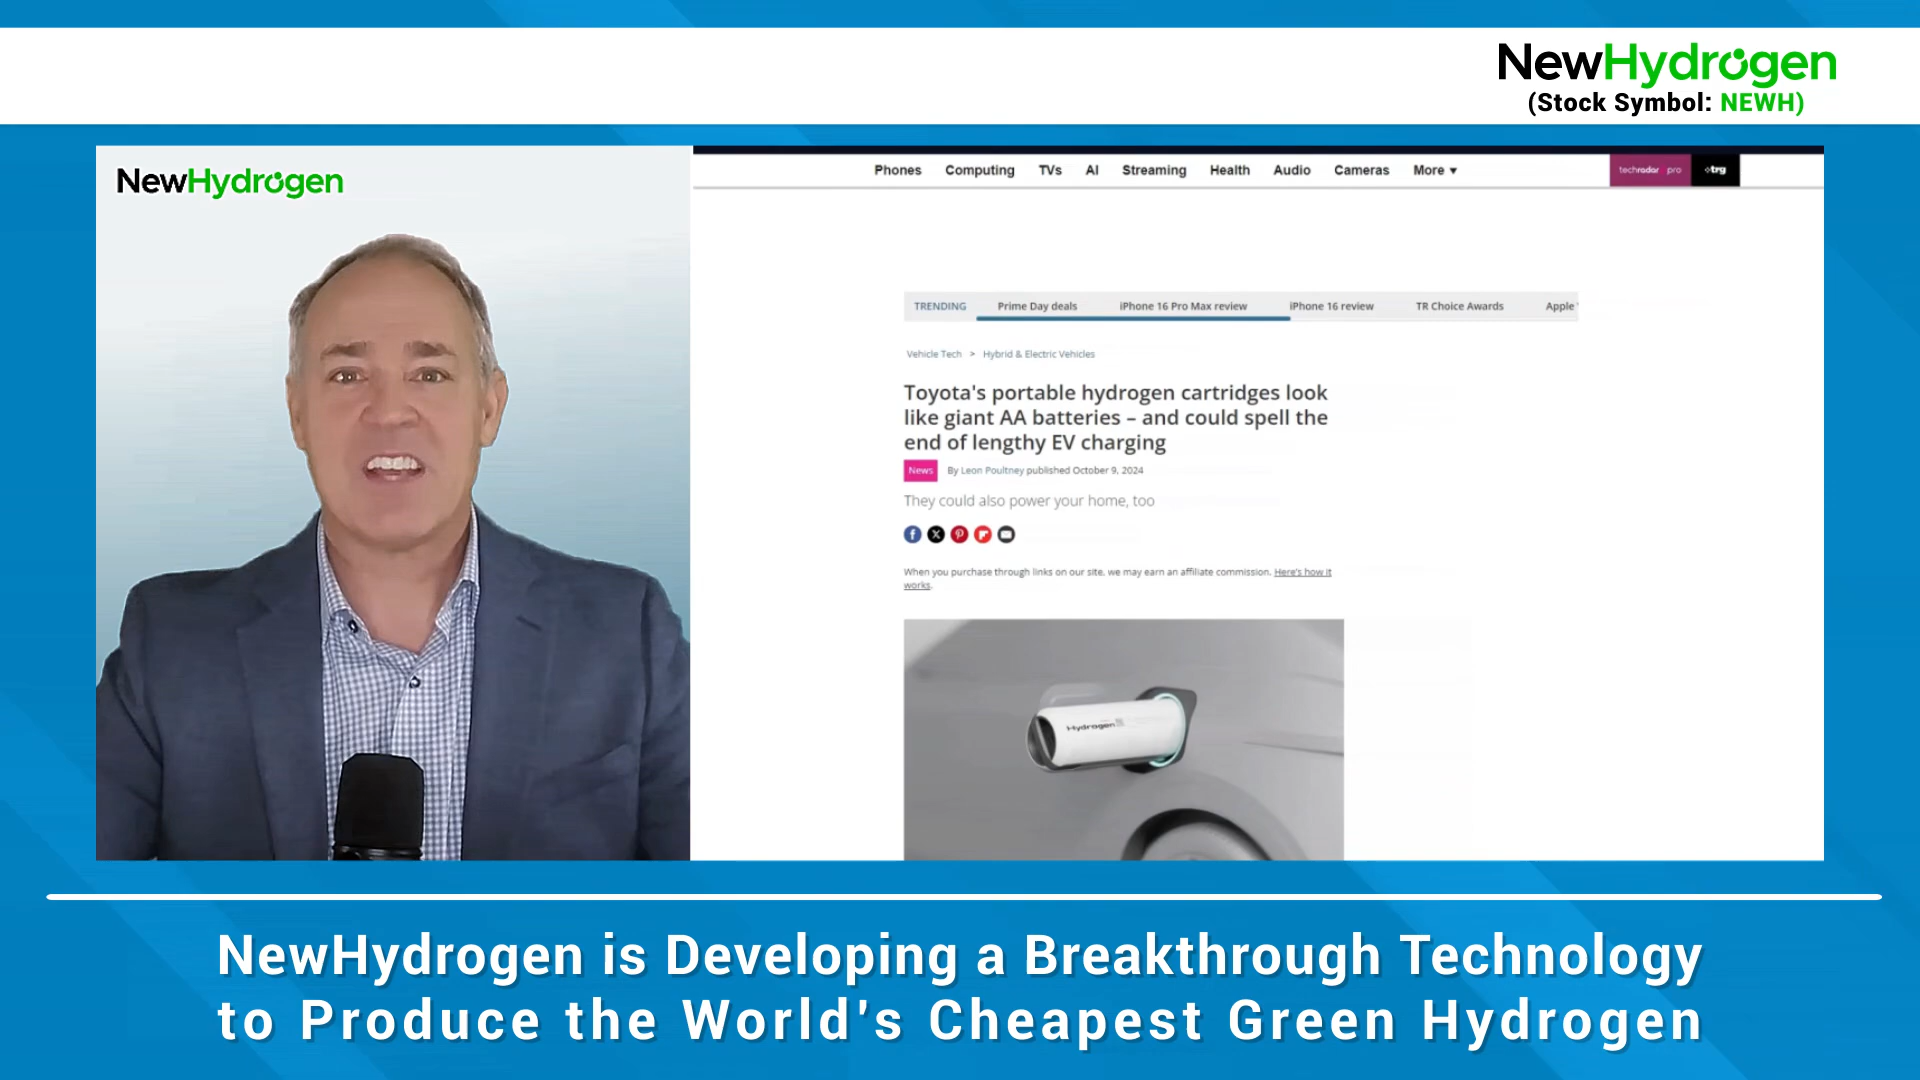 NewHydrogen
(Stock Symbol: NEWH)
NewHydrogen
Phones Computing TVs AI Streaming Health Audio Cameras More ▼
techradar pro
trg
TRENDING Prime Day deals iPhone 16 Pro Max review iPhone 16 review TR Choice Awards Apple
Vehicle Tech > Hybrid & Electric Vehicles
Toyota's portable hydrogen cartridges look
like giant AA batteries – and could spell the
end of lengthy EV charging
News By Leon Poultney published October 9, 2024
They could also power your home, too
When you purchase through links on our site, we may earn an affiliate commission. Here's how it
works.
Hydrogen
NewHydrogen is Developing a Breakthrough Technology
to Produce the World's Cheapest Green Hydrogen